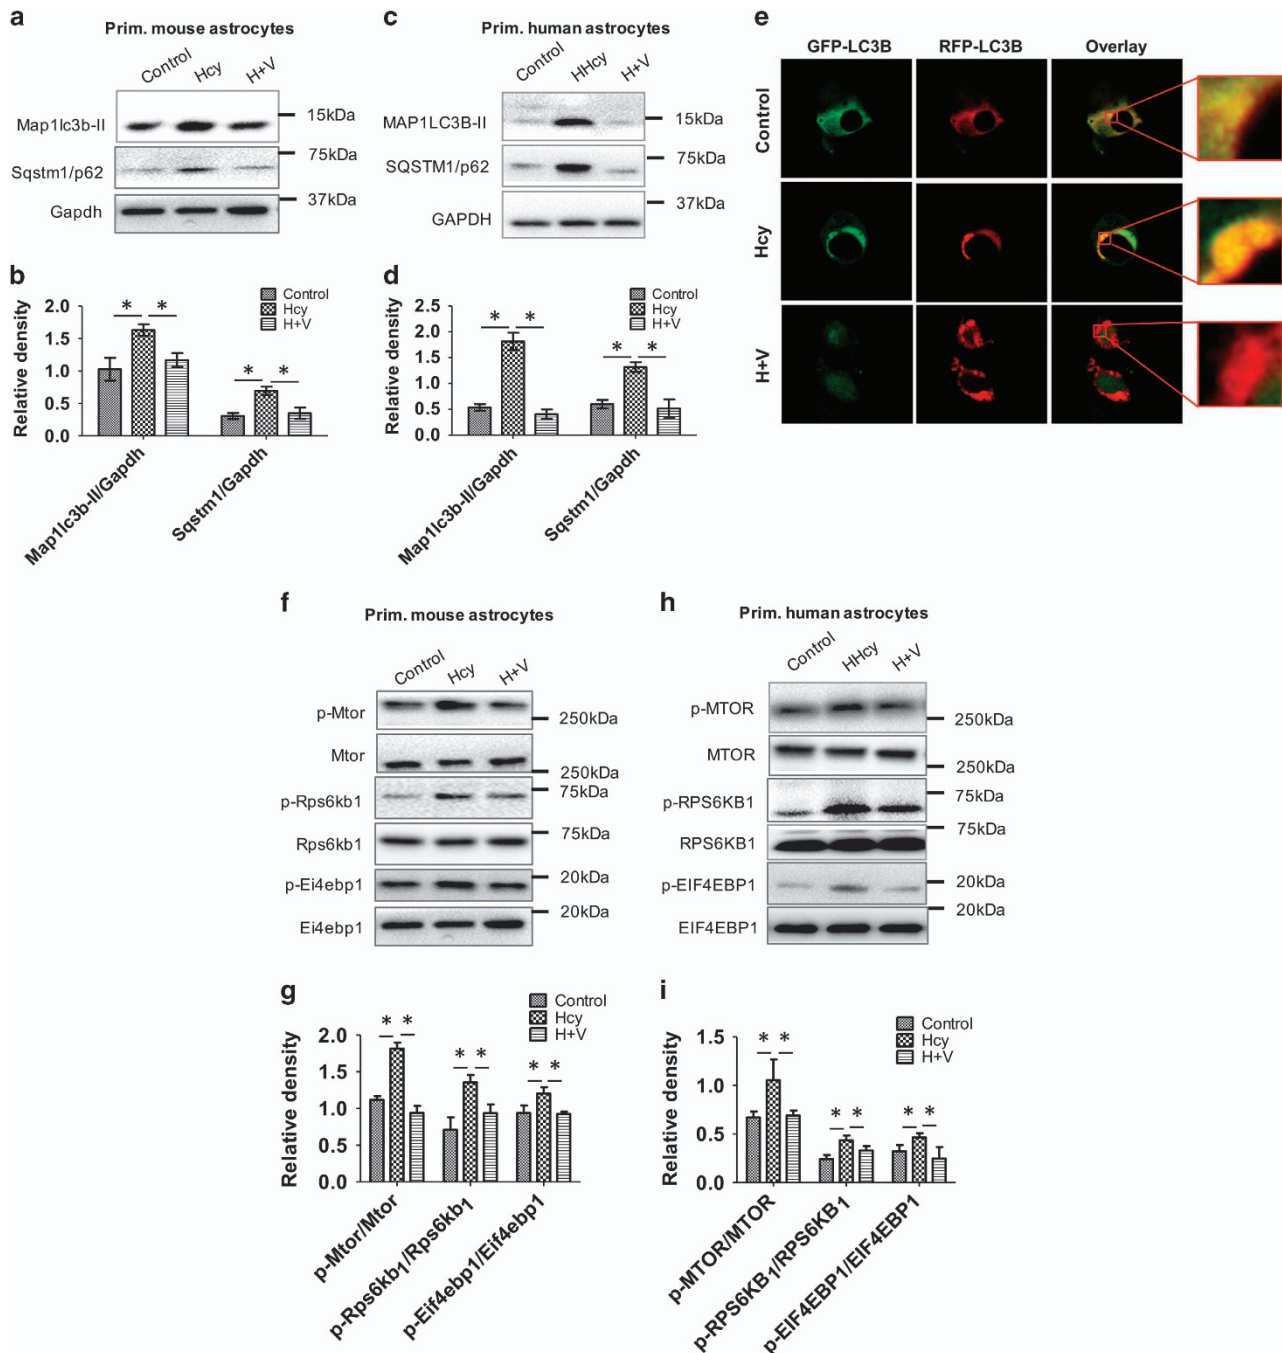 a
Prim. mouse astrocytes
Control Hcy H+V
Map1lc3b-II
15kDa
Sqstm1/p62
75kDa
Gapdh
37kDa
b
Relative density
2.0
1.5
1.0
0.5
0.0
* *
* *
Control
Hcy
H+V
Map1lc3b-II/Gapdh
Sqstm1/Gapdh
c
Prim. human astrocytes
Control HHcy H+V
MAP1LC3B-II
15kDa
SQSTM1/p62
75kDa
GAPDH
37kDa
d
Relative density
2.5
2.0
1.5
1.0
0.5
0.0
* *
* *
Control
Hcy
H+V
Map1lc3b-II/Gapdh
Sqstm1/Gapdh
e
GFP-LC3B RFP-LC3B Overlay
Control
Hcy
H+V
f
Prim. mouse astrocytes
Control Hcy H+V
p-Mtor
250kDa
Mtor
250kDa
p-Rps6kb1
75kDa
Rps6kb1
75kDa
p-Ei4ebp1
20kDa
Ei4ebp1
20kDa
g
Relative density
2.0
1.5
1.0
0.5
0.0
* *
* *
* *
Control
Hcy
H+V
p-Mtor/Mtor
p-Rps6kb1/Rps6kb1
p-Eif4ebp1/Eif4ebp1
h
Prim. human astrocytes
Control HHcy H+V
p-MTOR
250kDa
MTOR
250kDa
p-RPS6KB1
75kDa
RPS6KB1
75kDa
p-EIF4EBP1
20kDa
EIF4EBP1
20kDa
i
Relative density
1.5
1.0
0.5
0.0
* *
* *
* *
Control
Hcy
H+V
p-MTOR/MTOR
p-RPS6KB1/RPS6KB1
p-EIF4EBP1/EIF4EBP1